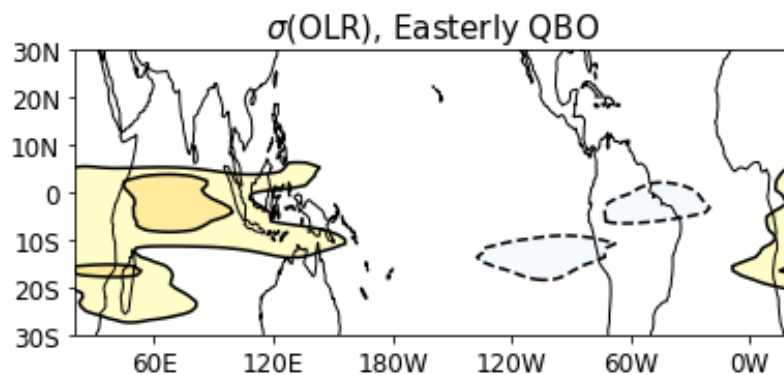 σ(OLR), Easterly QBO
30N
20N
10N
0
10S
20S
30S
60E 120E 180W 120W 60W 0W